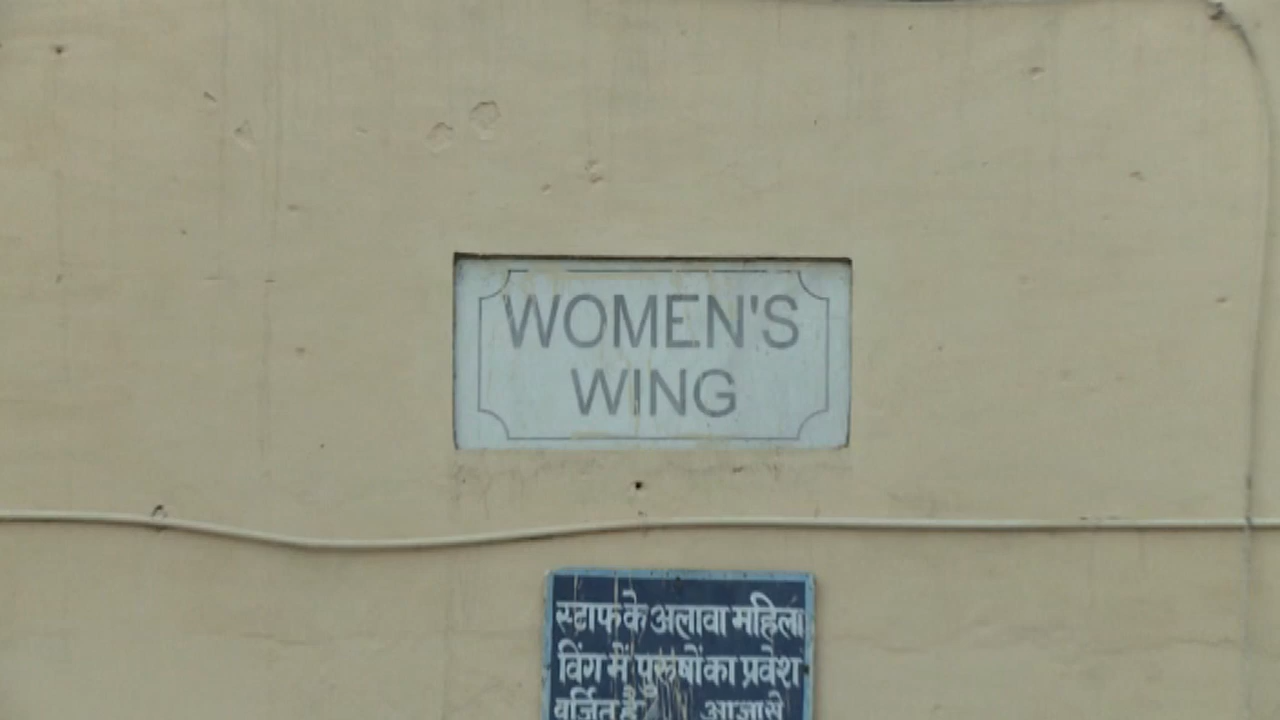 WOMEN'S
WING
स्टाफ के अलावा महिला
विंग में पुरूषों का प्रवेश
वर्जित है आज्ञा से